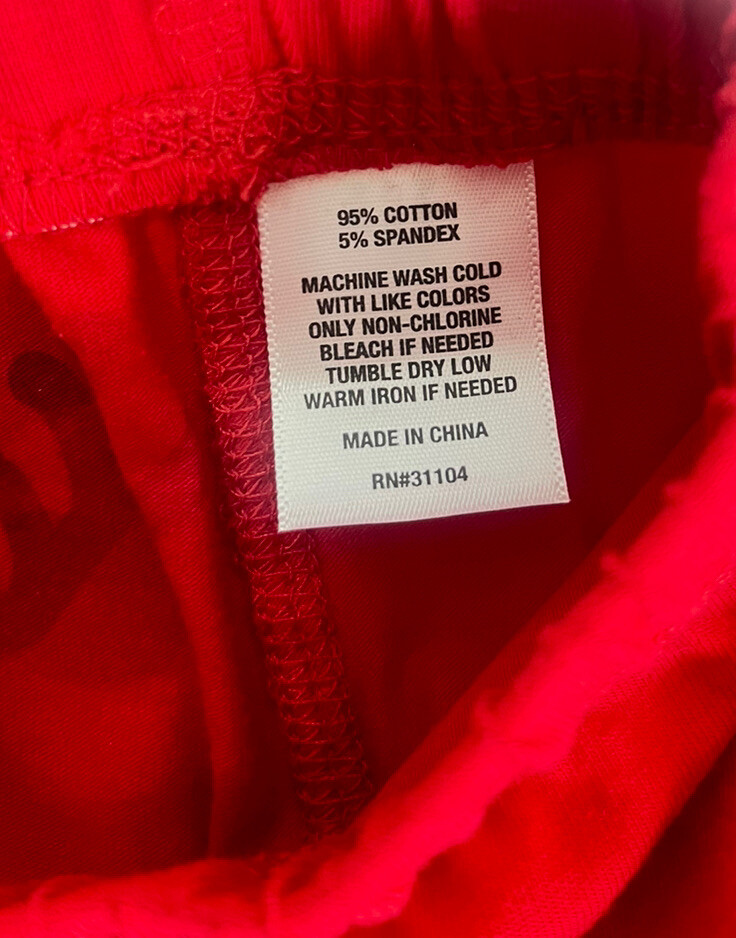 95% COTTON
5% SPANDEX
MACHINE WASH COLD
WITH LIKE COLORS
ONLY NON-CHLORINE
BLEACH IF NEEDED
TUMBLE DRY LOW
WARM IRON IF NEEDED
MADE IN CHINA
RN#31104